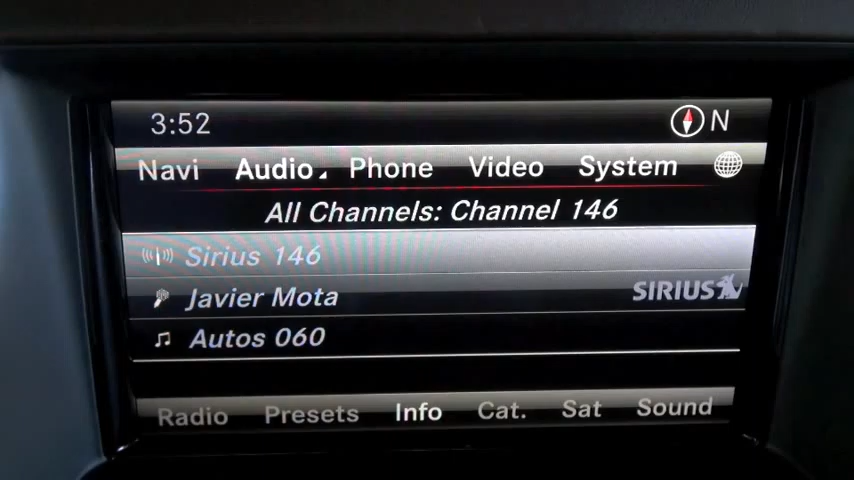 3:52 N
Navi Audio Phone Video System
All Channels: Channel 146
Sirius 146
Javier Mota
SIRIUS
Autos 060
Radio Presets Info Cat. Sat Sound